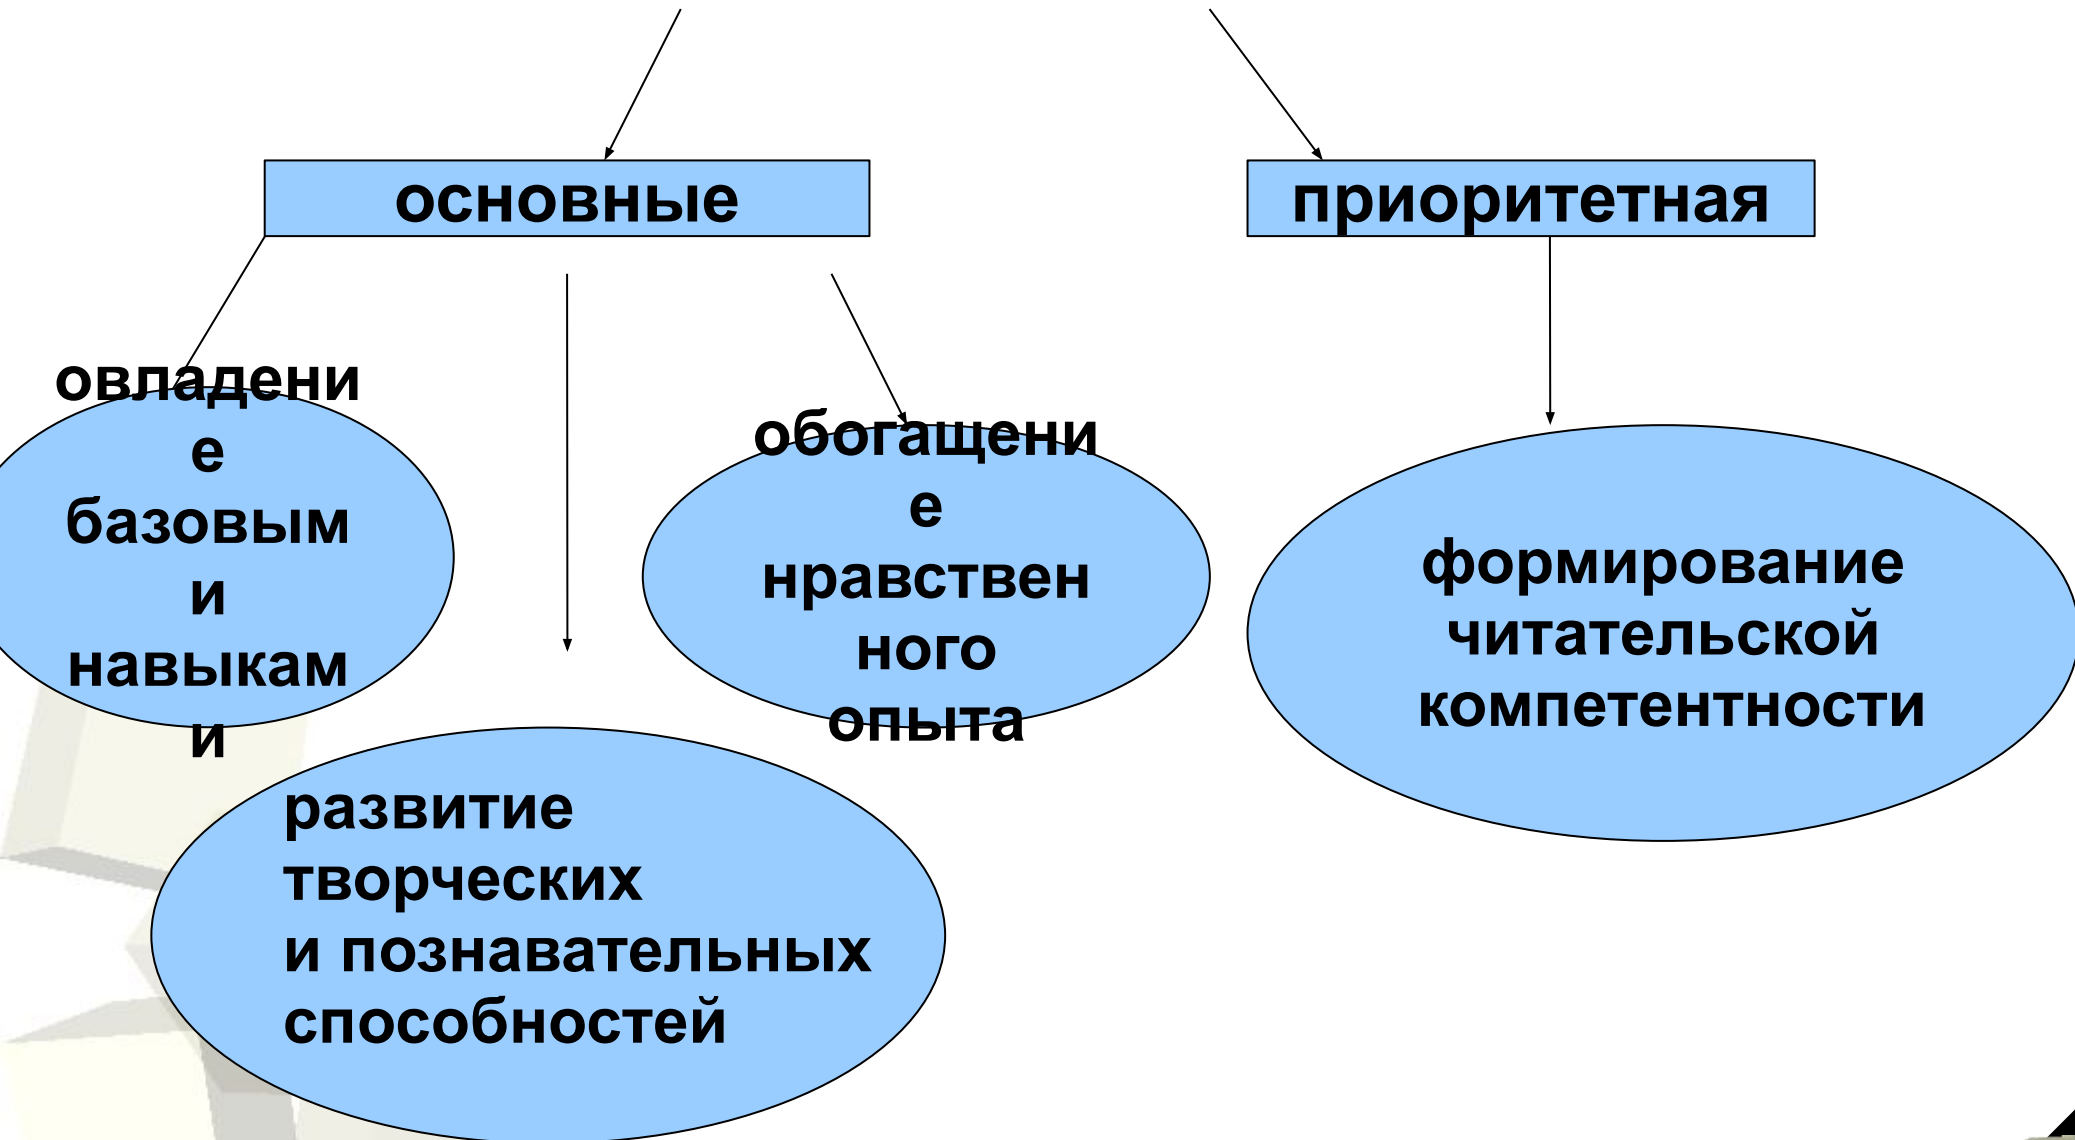 основные
приоритетная
овладени
е
базовым
и
навыкам
и
обогащени
е
нравствен
ного
опыта
формирование
читательской
компетентности
развитие
творческих
и познавательных
способностей